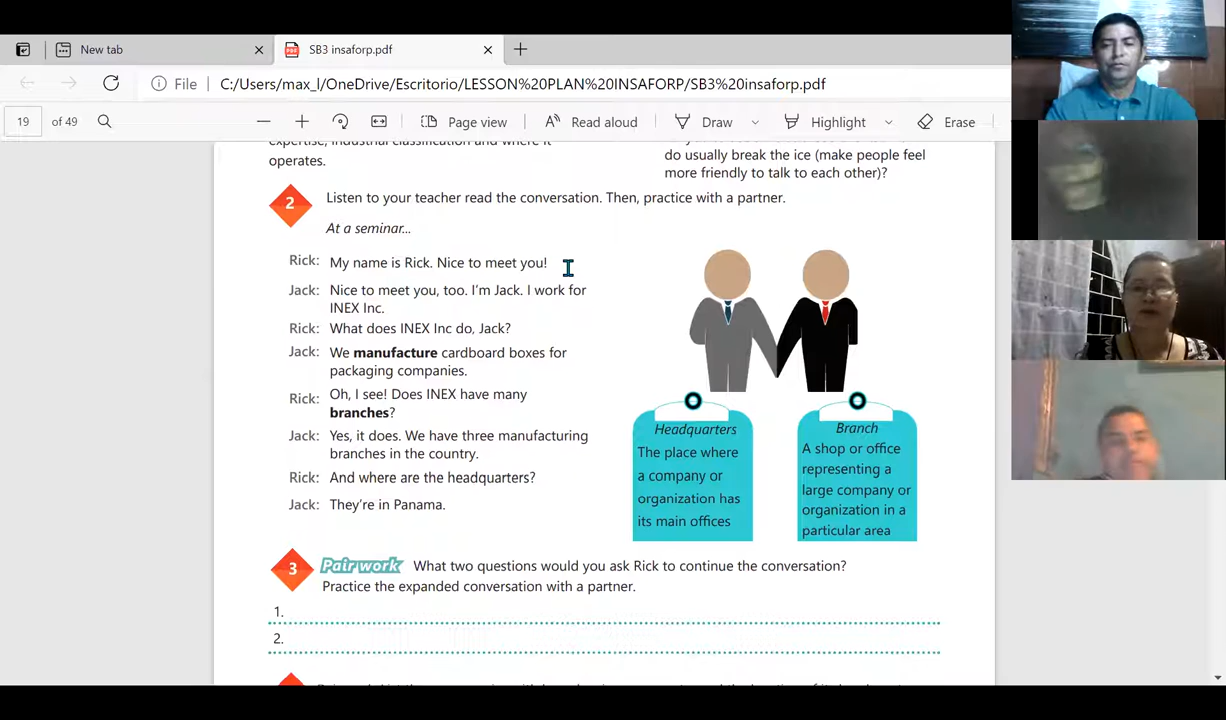 New tab
SB3 insaforp.pdf
File
C:/Users/max_l/OneDrive/Escritorio/LESSON%20PLAN%20INSAFORP/SB3%20insaforp.pdf
19 of 49
Page view
Read aloud
Draw
Highlight
Erase
operates.
do usually break the ice (make people feel
more friendly to talk to each other)?
2 Listen to your teacher read the conversation. Then, practice with a partner.
At a seminar...
Rick: My name is Rick. Nice to meet you!
Jack: Nice to meet you, too. I'm Jack. I work for
INEX Inc.
Rick: What does INEX Inc do, Jack?
Jack: We manufacture cardboard boxes for
packaging companies.
Rick: Oh, I see! Does INEX have many
branches?
Jack: Yes, it does. We have three manufacturing
branches in the country.
Rick: And where are the headquarters?
Jack: They're in Panama.
Headquarters
The place where
a company or
organization has
its main offices
Branch
A shop or office
representing a
large company or
organization in a
particular area
3 Pair work What two questions would you ask Rick to continue the conversation?
Practice the expanded conversation with a partner.
1.
2.